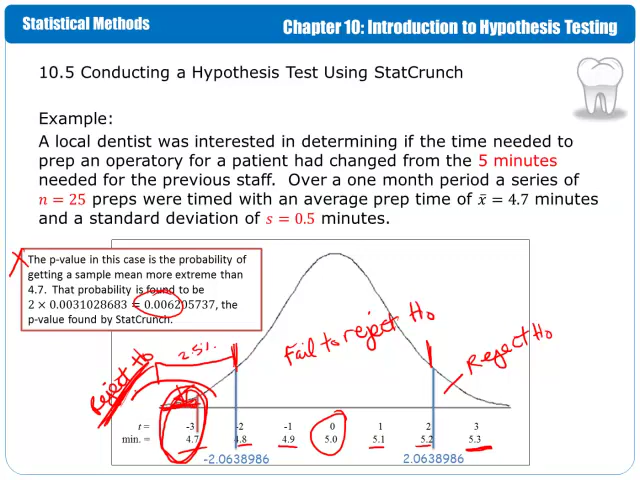 Statistical Methods
Chapter 10: Introduction to Hypothesis Testing
10.5 Conducting a Hypothesis Test Using StatCrunch
Example:
A local dentist was interested in determining if the time needed to
prep an operatory for a patient had changed from the 5 minutes
needed for the previous staff. Over a one month period a series of
n = 25 preps were timed with an average prep time of x̄ = 4.7 minutes
and a standard deviation of s = 0.5 minutes.
The p-value in this case is the probability of
getting a sample mean more extreme than
4.7. That probability is found to be
2 × 0.0031028683 = 0.006205737, the
p-value found by StatCrunch.
Reject H0
2.5%
Fail to reject H0
Reject H0
t = -3 -2 -1 0 1 2 3
min. = 4.7 4.8 4.9 5.0 5.1 5.2 5.3
-2.0638986 2.0638986